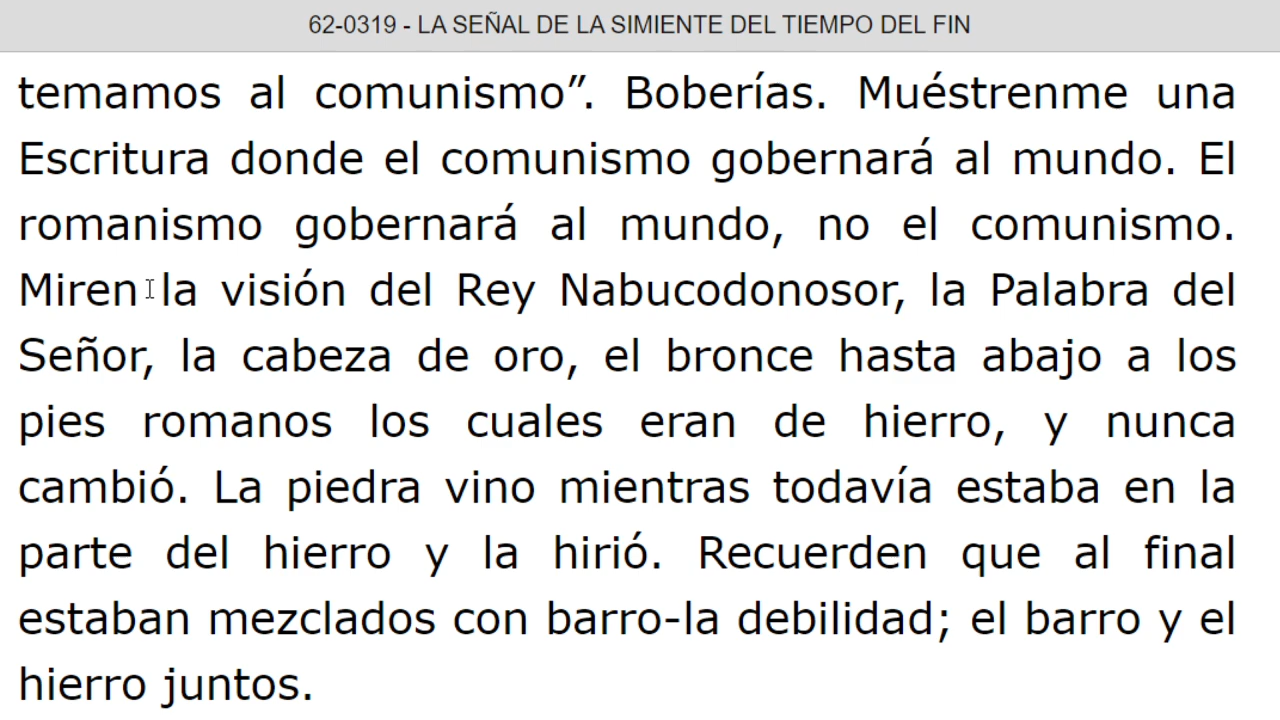 62-0319 - LA SEÑAL DE LA SIMIENTE DEL TIEMPO DEL FIN
temamos al comunismo”. Boberías. Muéstrenme una
Escritura donde el comunismo gobernará al mundo. El
romanismo gobernará al mundo, no el comunismo.
Miren la visión del Rey Nabucodonosor, la Palabra del
Señor, la cabeza de oro, el bronce hasta abajo a los
pies romanos los cuales eran de hierro, y nunca
cambió. La piedra vino mientras todavía estaba en la
parte del hierro y la hirió. Recuerden que al final
estaban mezclados con barro-la debilidad; el barro y el
hierro juntos.